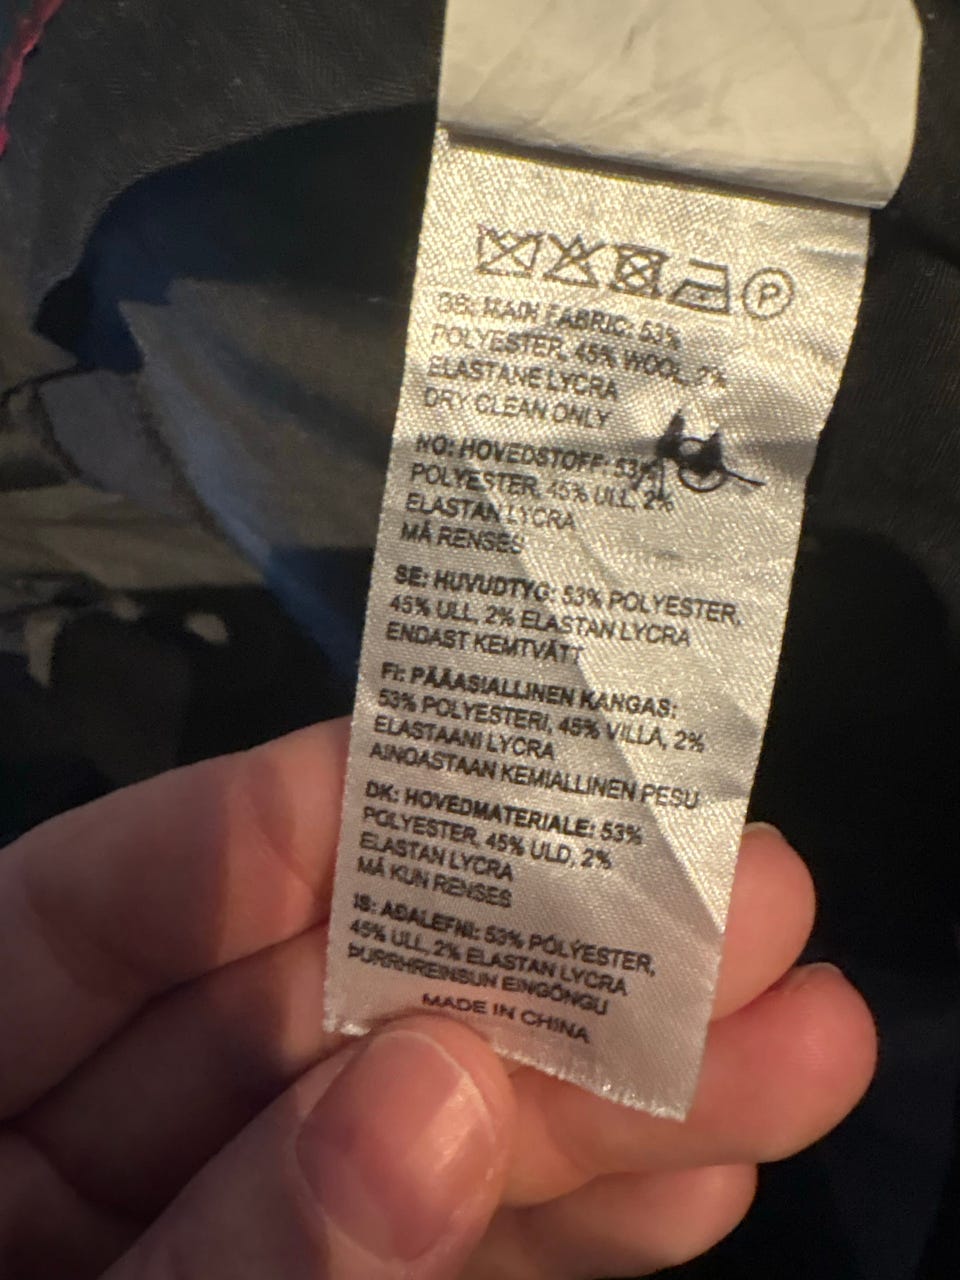 P
GB: MAIN FABRIC: 53%
POLYESTER, 45% WOOL, 2%
ELASTANE LYCRA
DRY CLEAN ONLY
NO: HOVEDSTOFF: 53%
POLYESTER, 45% ULL, 2%
ELASTAN LYCRA
MÅ RENSES
SE: HUVUDTYG: 53% POLYESTER,
45% ULL, 2% ELASTAN LYCRA
ENDAST KEMTVÄTT
FI: PÄÄASIALLINEN KANGAS:
53% POLYESTERI, 45% VILLA, 2%
ELASTAANI LYCRA
AINOASTAAN KEMIALLINEN PESU
DK: HOVEDMATERIALE: 53%
POLYESTER, 45% ULD, 2%
ELASTAN LYCRA
MÅ KUN RENSES
IS: AÐALEFNI: 53% PÓLÝESTER,
45% ULL, 2% ELASTAN LYCRA
ÞURRHREINSUN EINGÖNGU
MADE IN CHINA